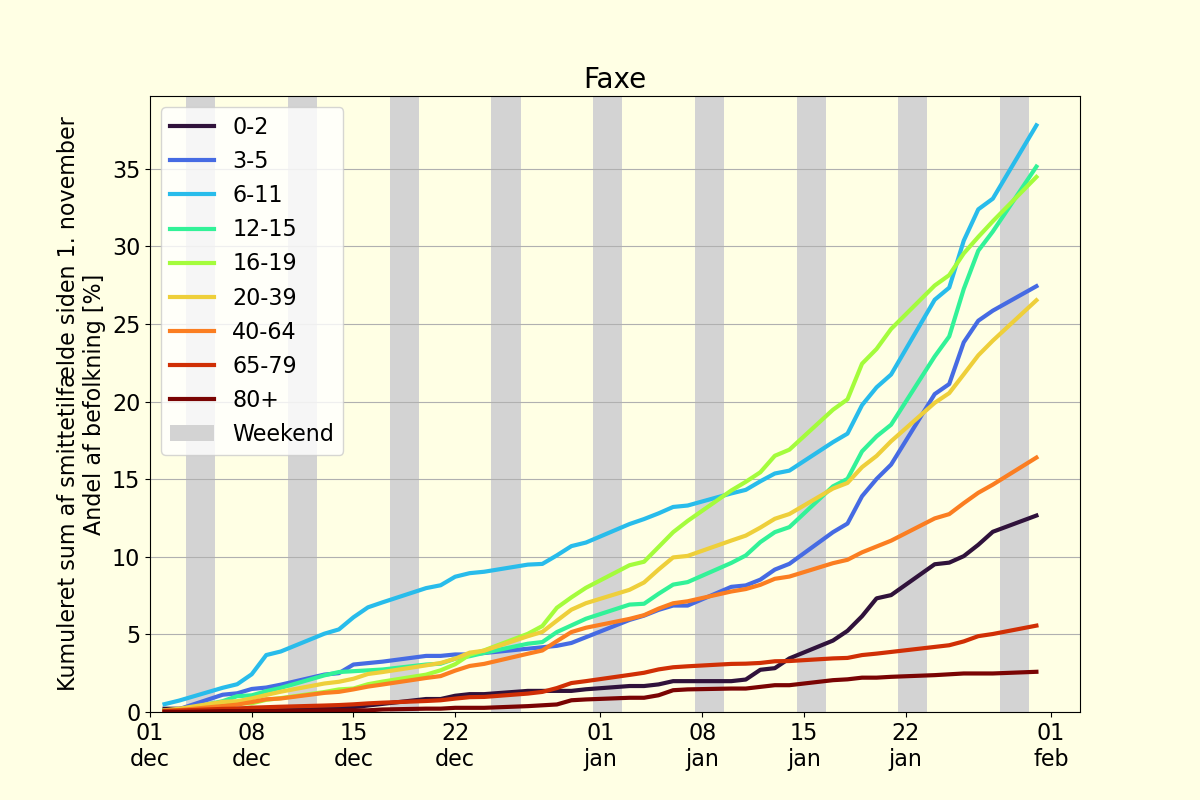 Faxe
Kumuleret sum af smittetilfælde siden 1. november
Andel af befolkning [%]
35
30
25
20
15
10
5
0
0-2
3-5
6-11
12-15
16-19
20-39
40-64
65-79
80+
Weekend
01 08 15 22 01 08 15 22 01
dec dec dec dec jan jan jan jan feb